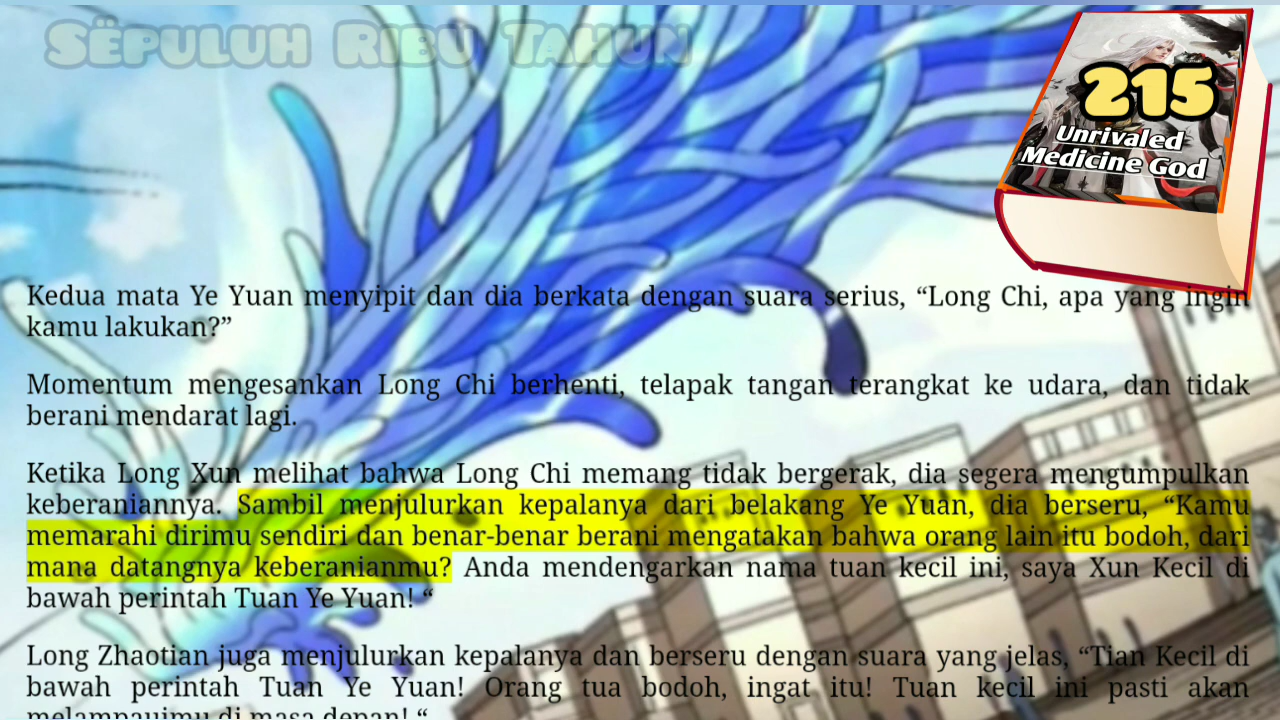 Sëpuluh Ribu Tahun
215
Unrivaled
Medicine God
Kedua mata Ye Yuan menyipit dan dia berkata dengan suara serius, “Long Chi, apa yang ingin
kamu lakukan?”
Momentum mengesankan Long Chi berhenti, telapak tangan terangkat ke udara, dan tidak
berani mendarat lagi.
Ketika Long Xun melihat bahwa Long Chi memang tidak bergerak, dia segera mengumpulkan
keberaniannya. Sambil menjulurkan kepalanya dari belakang Ye Yuan, dia berseru, “Kamu
memarahi dirimu sendiri dan benar-benar berani mengatakan bahwa orang lain itu bodoh, dari
mana datangnya keberanianmu? Anda mendengarkan nama tuan kecil ini, saya Xun Kecil di
bawah perintah Tuan Ye Yuan! “
Long Zhaotian juga menjulurkan kepalanya dan berseru dengan suara yang jelas, “Tian Kecil di
bawah perintah Tuan Ye Yuan! Orang tua bodoh, ingat itu! Tuan kecil ini pasti akan
melampauimu di masa depan! “